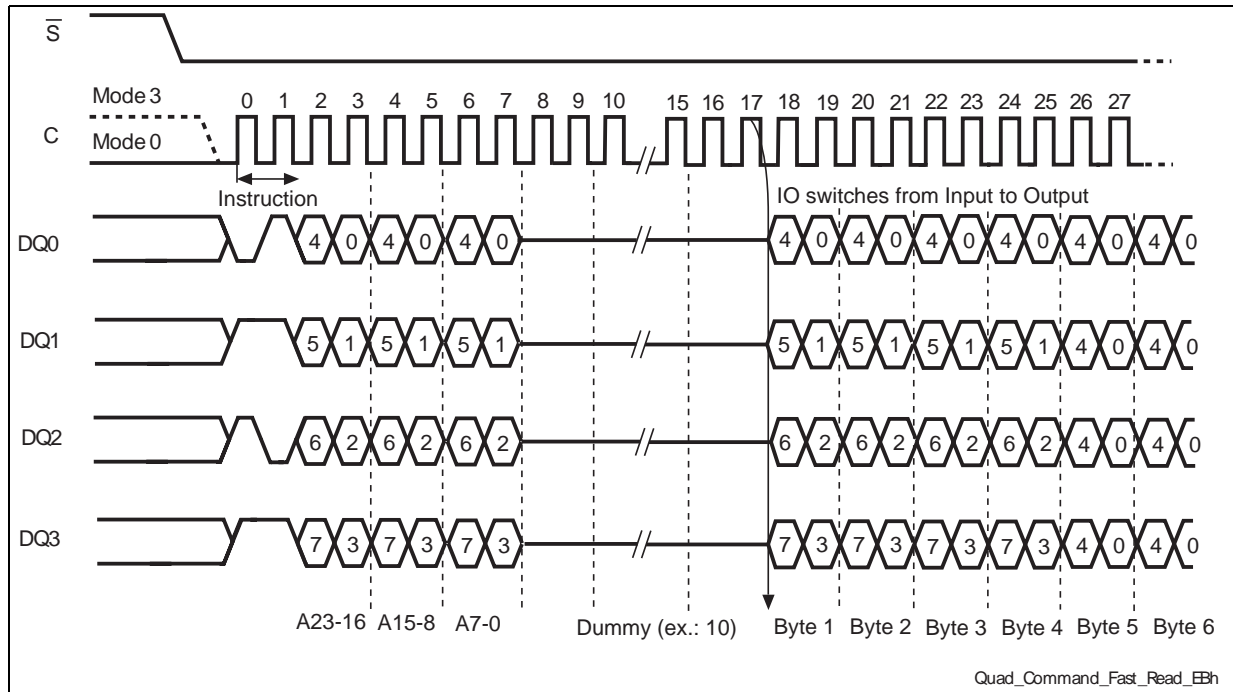 S
Mode 3
0 1 2 3 4 5 6 7 8 9 10 15 16 17 18 19 20 21 22 23 24 25 26 27
C
Mode 0
Instruction
IO switches from Input to Output
DQ0
4 0 4 0 4 0 4 0 4 0 4 0 4 0 4 0 4 0
DQ1
5 1 5 1 5 1 5 1 5 1 5 1 5 1 4 0 4 0
DQ2
6 2 6 2 6 2 6 2 6 2 6 2 6 2 4 0 4 0
DQ3
7 3 7 3 7 3 7 3 7 3 7 3 7 3 4 0 4 0
A23-16 A15-8 A7-0 Dummy (ex.: 10) Byte 1 Byte 2 Byte 3 Byte 4 Byte 5 Byte 6
Quad_Command_Fast_Read_EBh